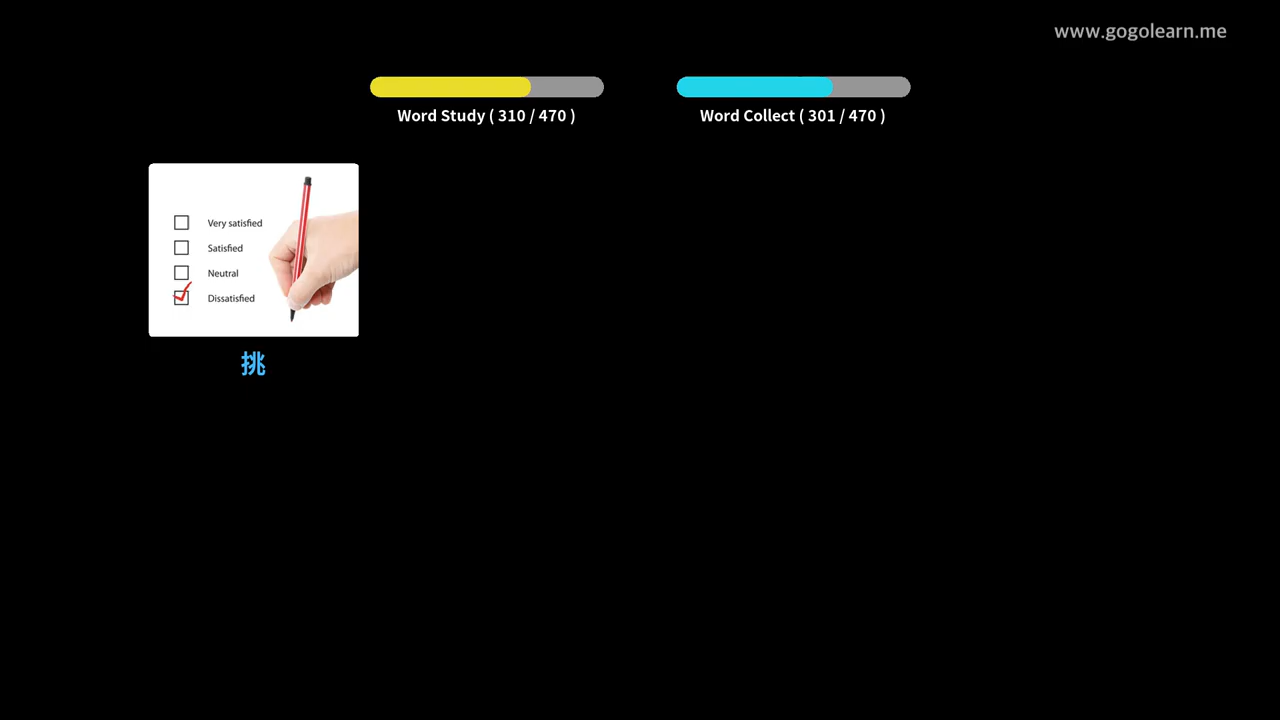 www.gogolearn.me
Word Study ( 310 / 470 )
Word Collect ( 301 / 470 )
Very satisfied
Satisfied
Neutral
Dissatisfied
挑